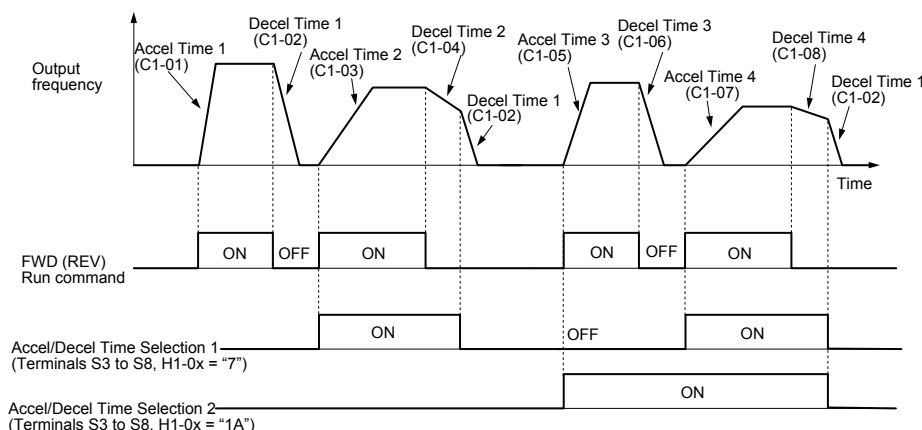 Accel Time 1
(C1-01)
Decel Time 1
(C1-02)
Accel Time 2
(C1-03)
Decel Time 2
(C1-04)
Decel Time 1
(C1-02)
Accel Time 3
(C1-05)
Decel Time 3
(C1-06)
Accel Time 4
(C1-07)
Decel Time 4
(C1-08)
Decel Time 1
(C1-02)
Output
frequency
Time
FWD (REV)
Run command
ON
OFF
ON
ON
OFF
ON
Accel/Decel Time Selection 1
(Terminals S3 to S8, H1-0x = “7”)
ON
OFF
ON
Accel/Decel Time Selection 2
(Terminals S3 to S8, H1-0x = “1A”)
ON